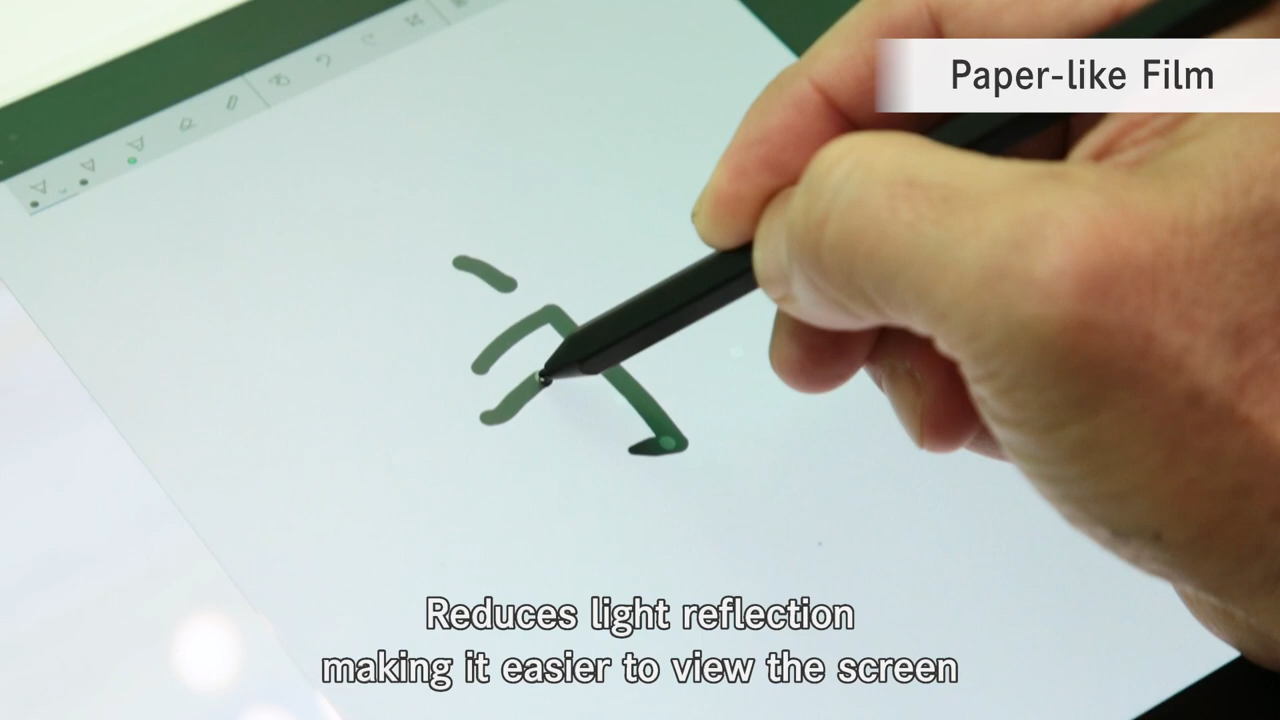 Paper-like Film
Reduces light reflection
making it easier to view the screen